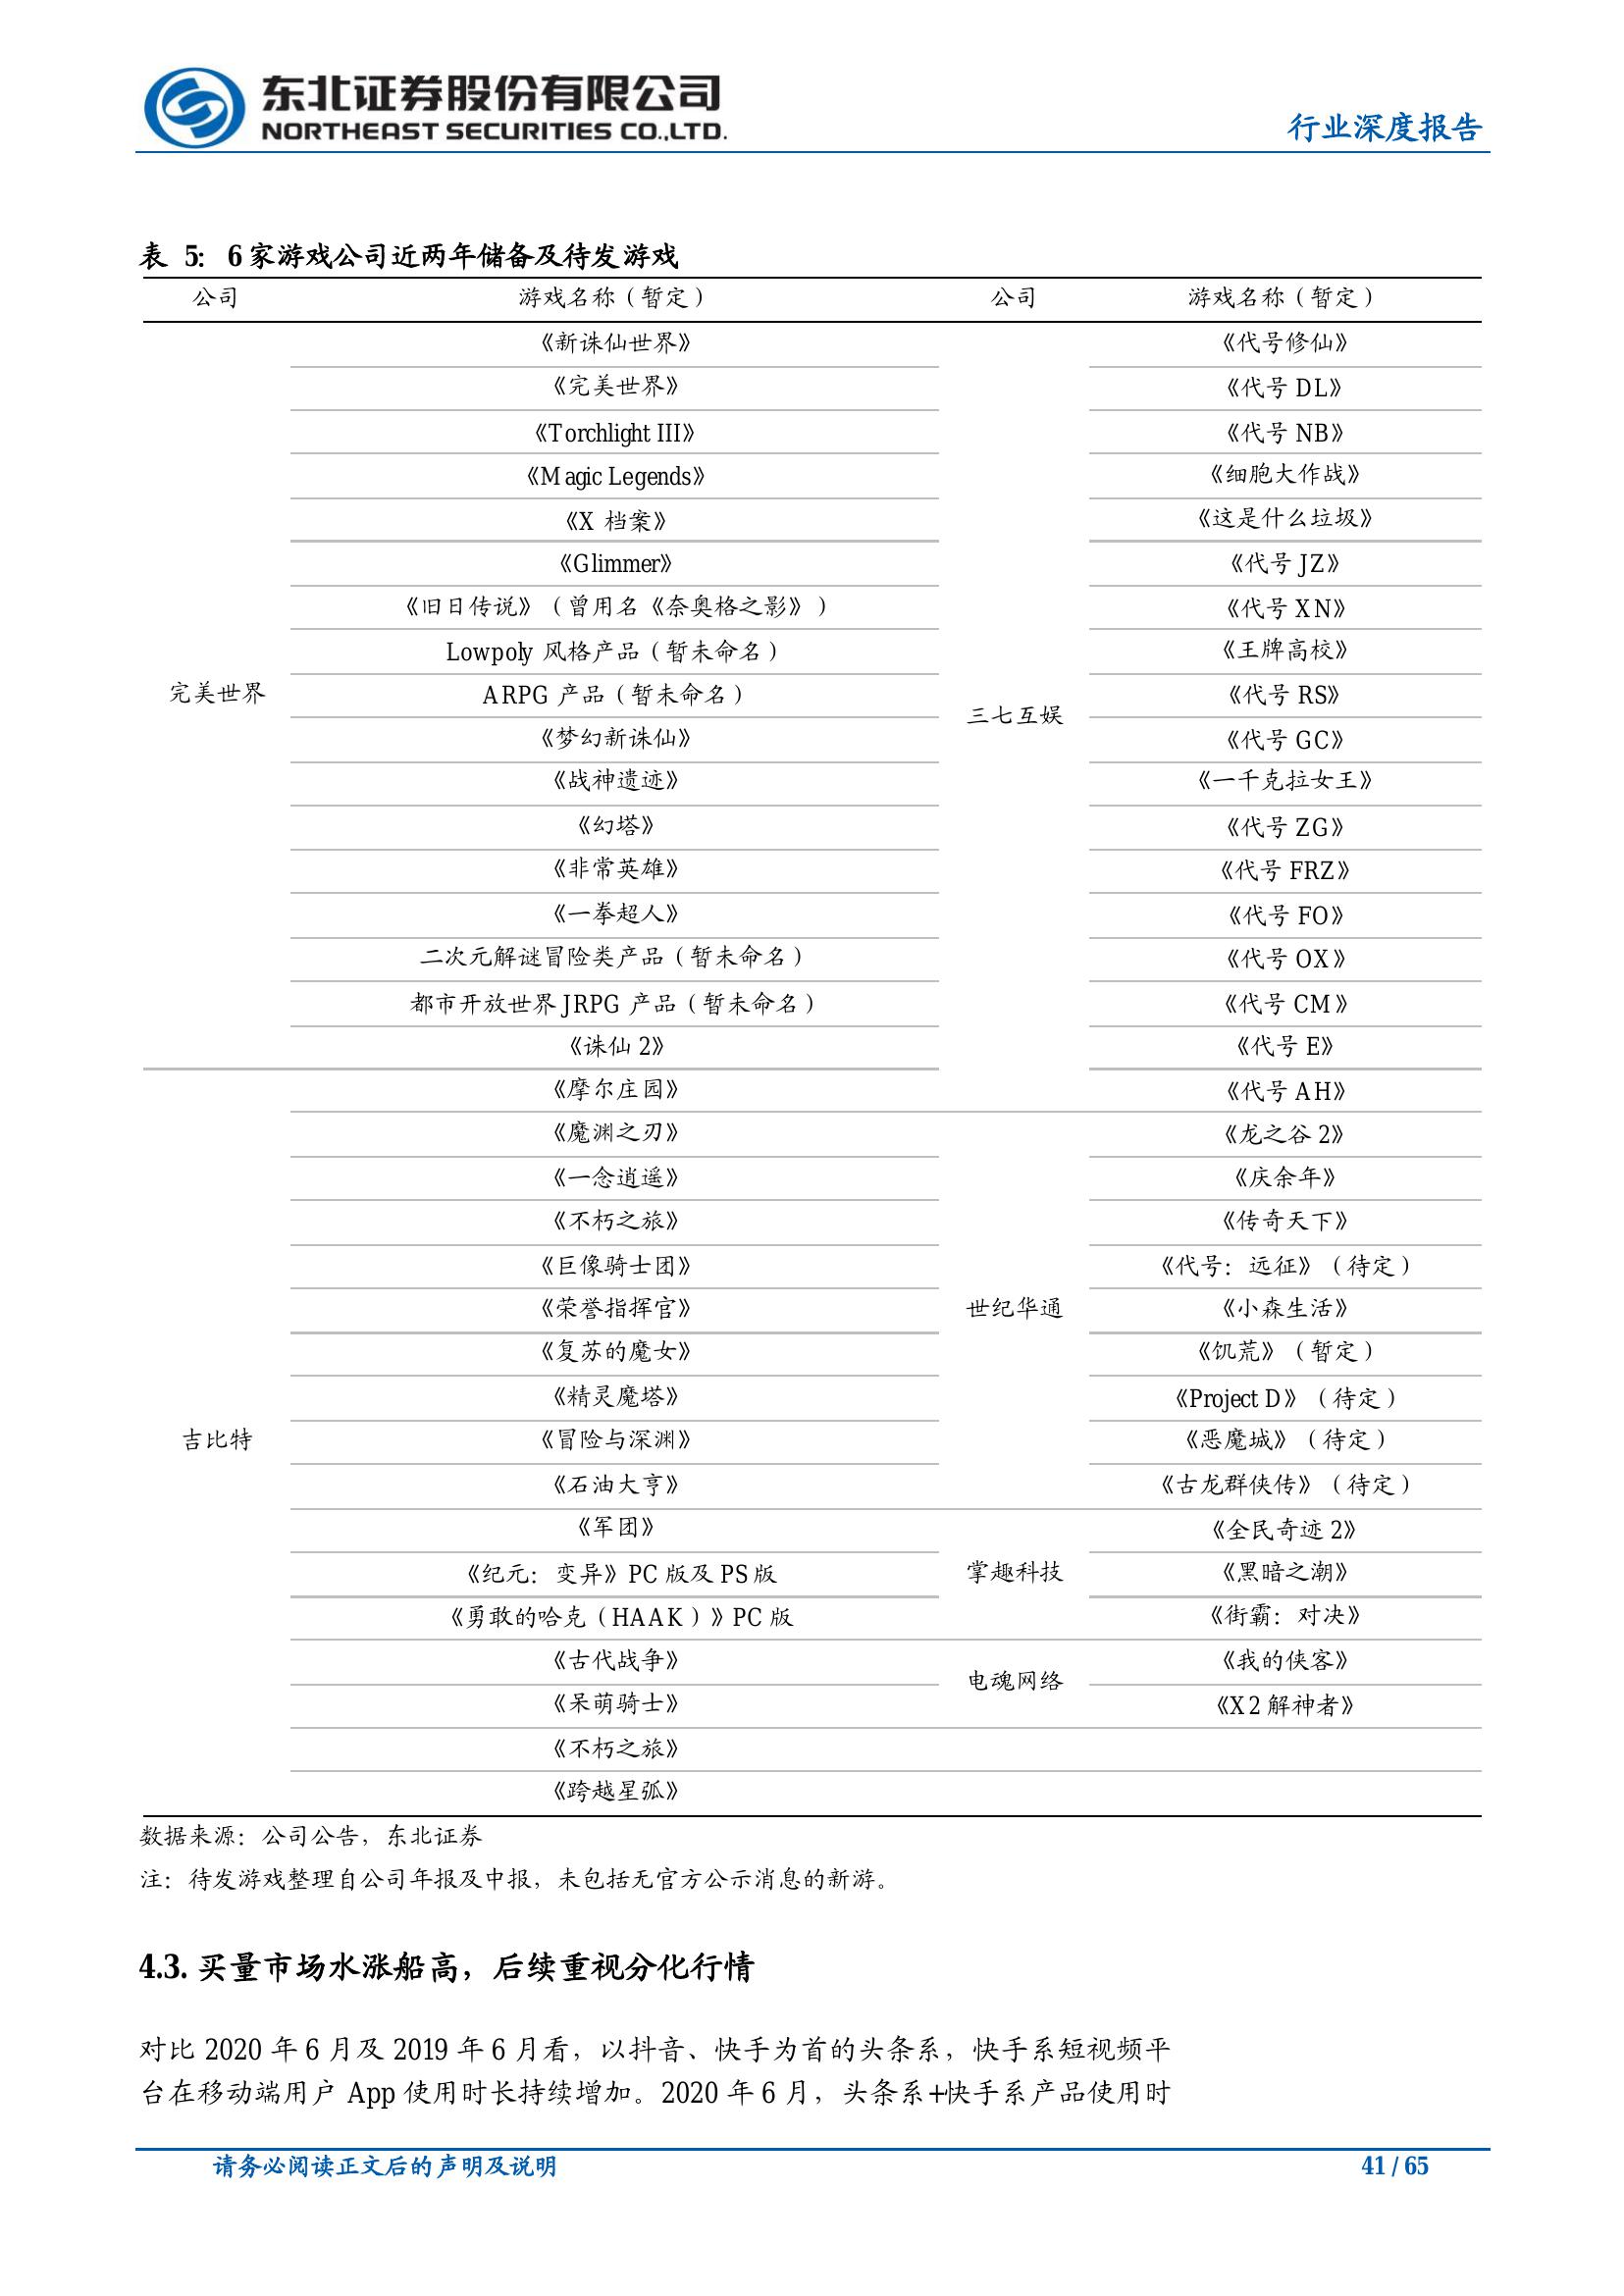 东北证券股份有限公司
NORTHEAST SECURITIES CO.,LTD.
行业深度报告
表 5: 6家游戏公司近两年储备及待发游戏
公司 游戏名称（暂定） 公司 游戏名称（暂定）
《新诛仙世界》 《代号修仙》
《完美世界》 《代号 DL》
《Torchlight III》 《代号 NB》
《Magic Legends》 《细胞大作战》
《X 档案》 《这是什么垃圾》
《Glimmer》 《代号 JZ》
《旧日传说》（曾用名《奈奥格之影》） 《代号 XN》
Lowpoly 风格产品（暂未命名） 《王牌高校》
完美世界 ARPG 产品（暂未命名） 三七互娱 《代号 RS》
《梦幻新诛仙》 《代号 GC》
《战神遗迹》 《一千克拉女王》
《幻塔》 《代号 ZG》
《非常英雄》 《代号 FRZ》
《一拳超人》 《代号 FO》
二次元解谜冒险类产品（暂未命名） 《代号 OX》
都市开放世界 JRPG 产品（暂未命名） 《代号 CM》
《诛仙 2》 《代号 E》
《摩尔庄园》 《代号 AH》
《魔渊之刃》 《龙之谷 2》
《一念逍遥》 《庆余年》
《不朽之旅》 《传奇天下》
《巨像骑士团》 《代号：远征》（待定）
《荣誉指挥官》 世纪华通 《小森生活》
《复苏的魔女》 《饥荒》（暂定）
《精灵魔塔》 《Project D》（待定）
吉比特 《冒险与深渊》 《恶魔城》（待定）
《石油大亨》 《古龙群侠传》（待定）
《军团》 《全民奇迹 2》
《纪元：变异》PC 版及 PS 版 掌趣科技 《黑暗之潮》
《勇敢的哈克（HAAK）》PC 版 《街霸：对决》
《古代战争》 电魂网络 《我的侠客》
《呆萌骑士》 《X2 解神者》
《不朽之旅》
《跨越星弧》
数据来源：公司公告，东北证券
注：待发游戏整理自公司年报及中报，未包括无官方公示消息的新游。
4.3. 买量市场水涨船高，后续重视分化行情
对比 2020 年 6 月及 2019 年 6 月看，以抖音、快手为首的头条系，快手系短视频平
台在移动端用户 App 使用时长持续增加。2020 年 6 月，头条系+快手系产品使用时
请务必阅读正文后的声明及说明
41 / 65